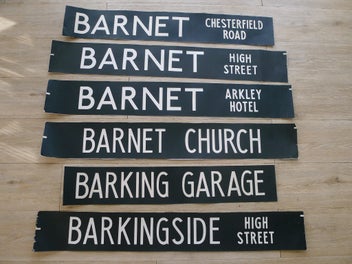 BARNET CHESTERFIELD
ROAD
BARNET HIGH
STREET
BARNET ARKLEY
HOTEL
BARNET CHURCH
BARKING GARAGE
BARKINGSIDE HIGH
STREET